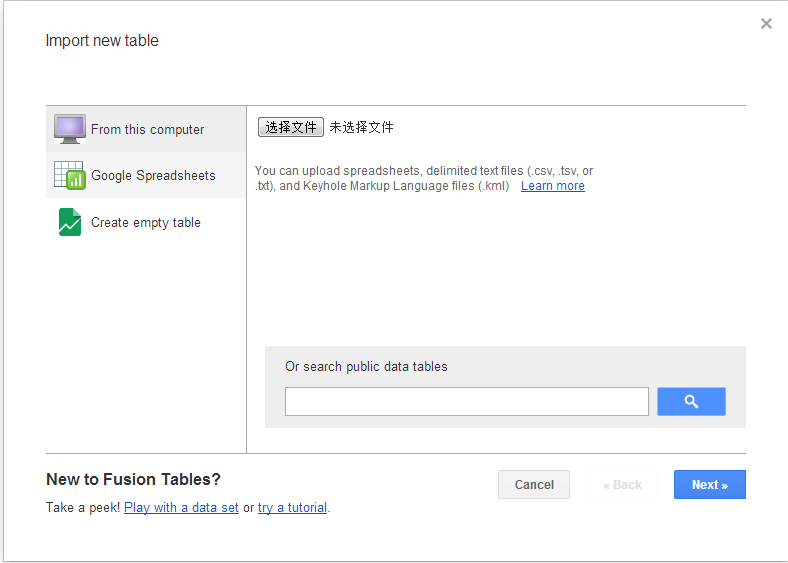 Import new table
From this computer
Google Spreadsheets
Create empty table
选择文件 未选择文件
You can upload spreadsheets, delimited text files (.csv, .tsv, or
.txt), and Keyhole Markup Language files (.kml) Learn more
Or search public data tables
New to Fusion Tables?
Take a peek! Play with a data set or try a tutorial.
Cancel
« Back
Next »